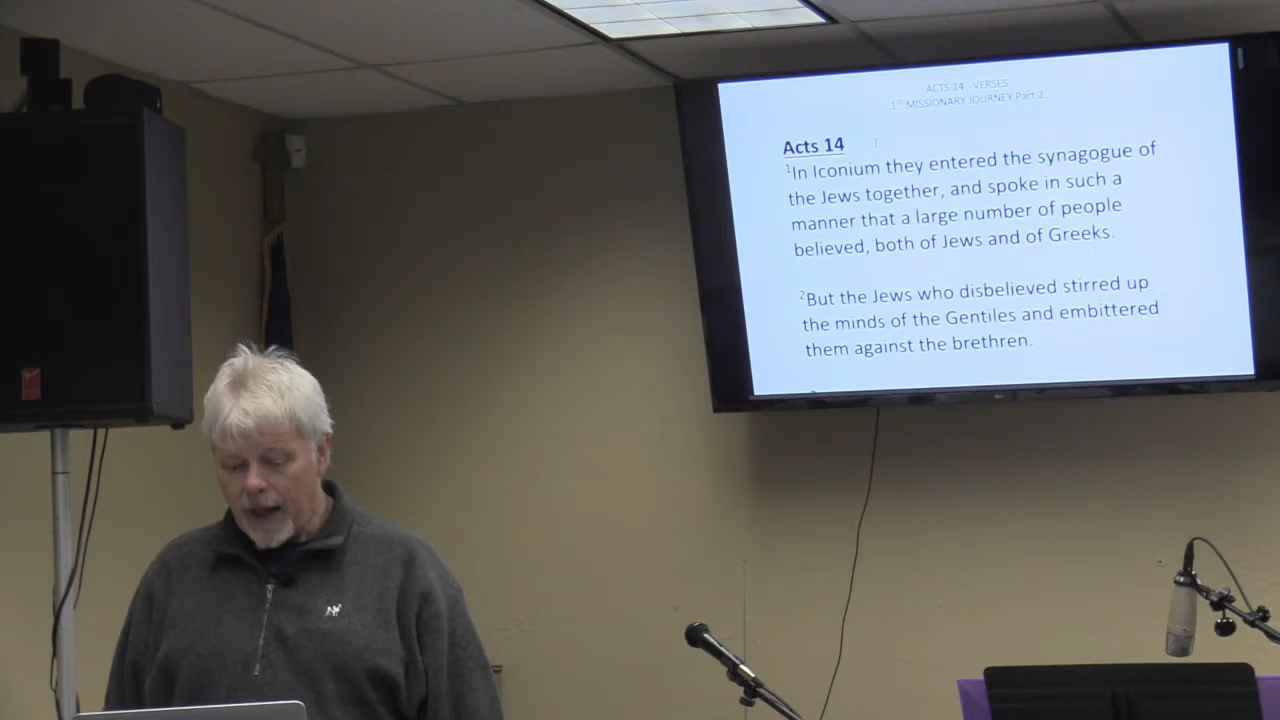 ACTS 14 - VERSES
1ST MISSIONARY JOURNEY Part 2
Acts 14
1In Iconium they entered the synagogue of
the Jews together, and spoke in such a
manner that a large number of people
believed, both of Jews and of Greeks.
2But the Jews who disbelieved stirred up
the minds of the Gentiles and embittered
them against the brethren.